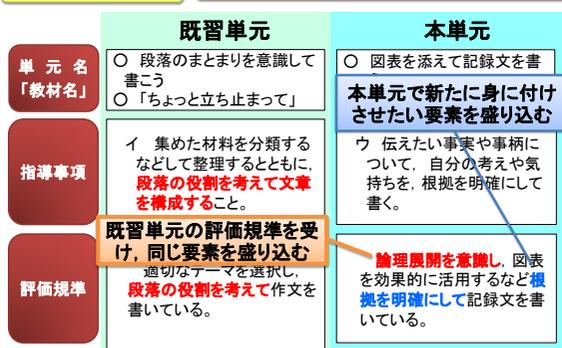 既習単元
本単元
単 元 名
「教材名」
○ 段落のまとまりを意識して
書こう
○ 「ちょっと立ち止まって」
○ 図表を添えて記録文を書
本単元で新たに身に付け
させたい要素を盛り込む
指導事項
イ 集めた材料を分類する
などして整理するとともに，
段落の役割を考えて文章
を構成すること。
ウ 伝えたい事実や事柄に
ついて，自分の考えや気
持ちを，根拠を明確にして
書く。
既習単元の評価規準を受
け，同じ要素を盛り込む
評価規準
適切なテーマを選択し，
段落の役割を考えて作文を
書いている。
論理展開を意識し，図表
を効果的に活用するなど根
拠を明確にして記録文を書
いている。